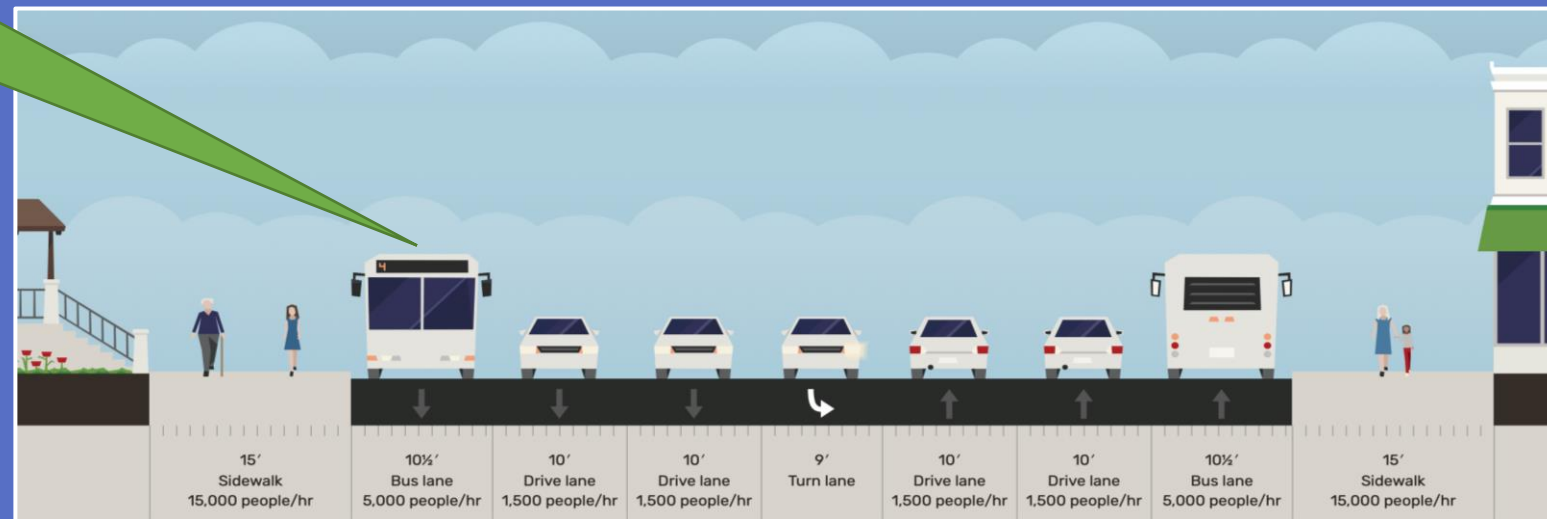 4
15′
Sidewalk
15,000 people/hr
10½′
Bus lane
5,000 people/hr
10′
Drive lane
1,500 people/hr
10′
Drive lane
1,500 people/hr
9′
Turn lane
10′
Drive lane
1,500 people/hr
10′
Drive lane
1,500 people/hr
10½′
Bus lane
5,000 people/hr
15′
Sidewalk
15,000 people/hr